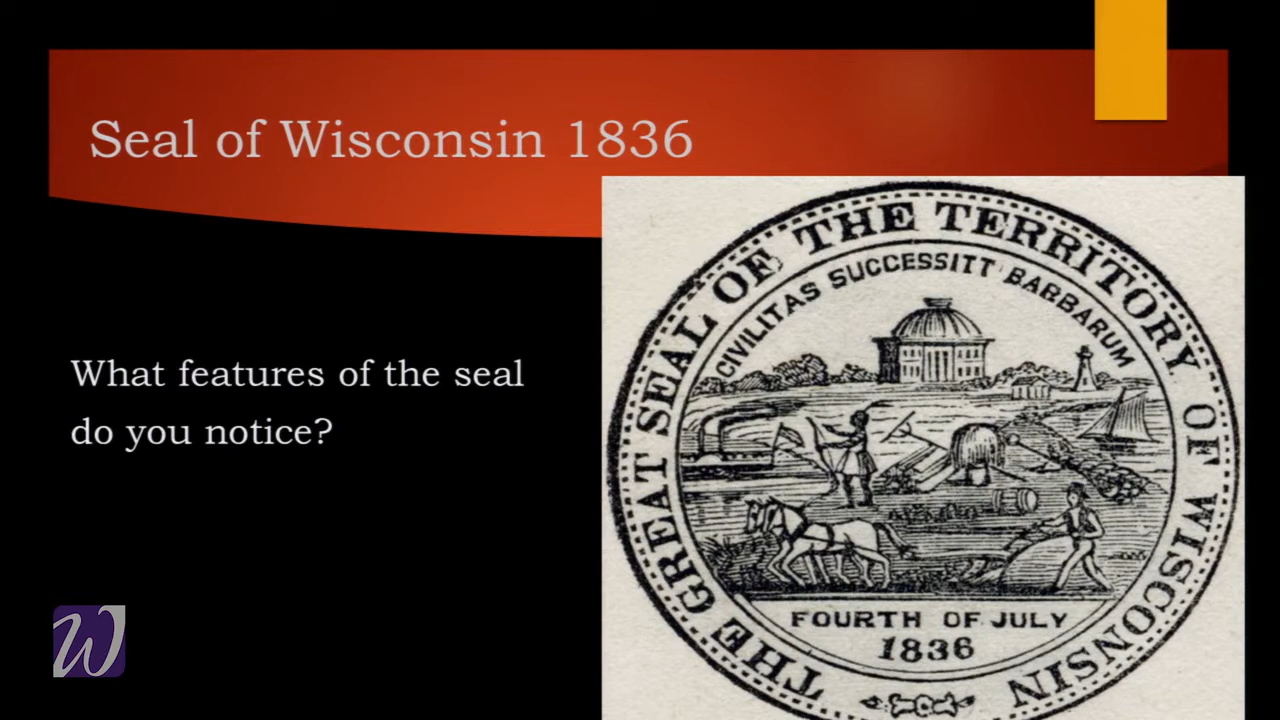 Seal of Wisconsin 1836
What features of the seal
do you notice?
THE GREAT SEAL OF THE TERRITORY OF WISCONSIN
CIVILITAS SUCCESSITT BARBARUM
FOURTH OF JULY
1836
W